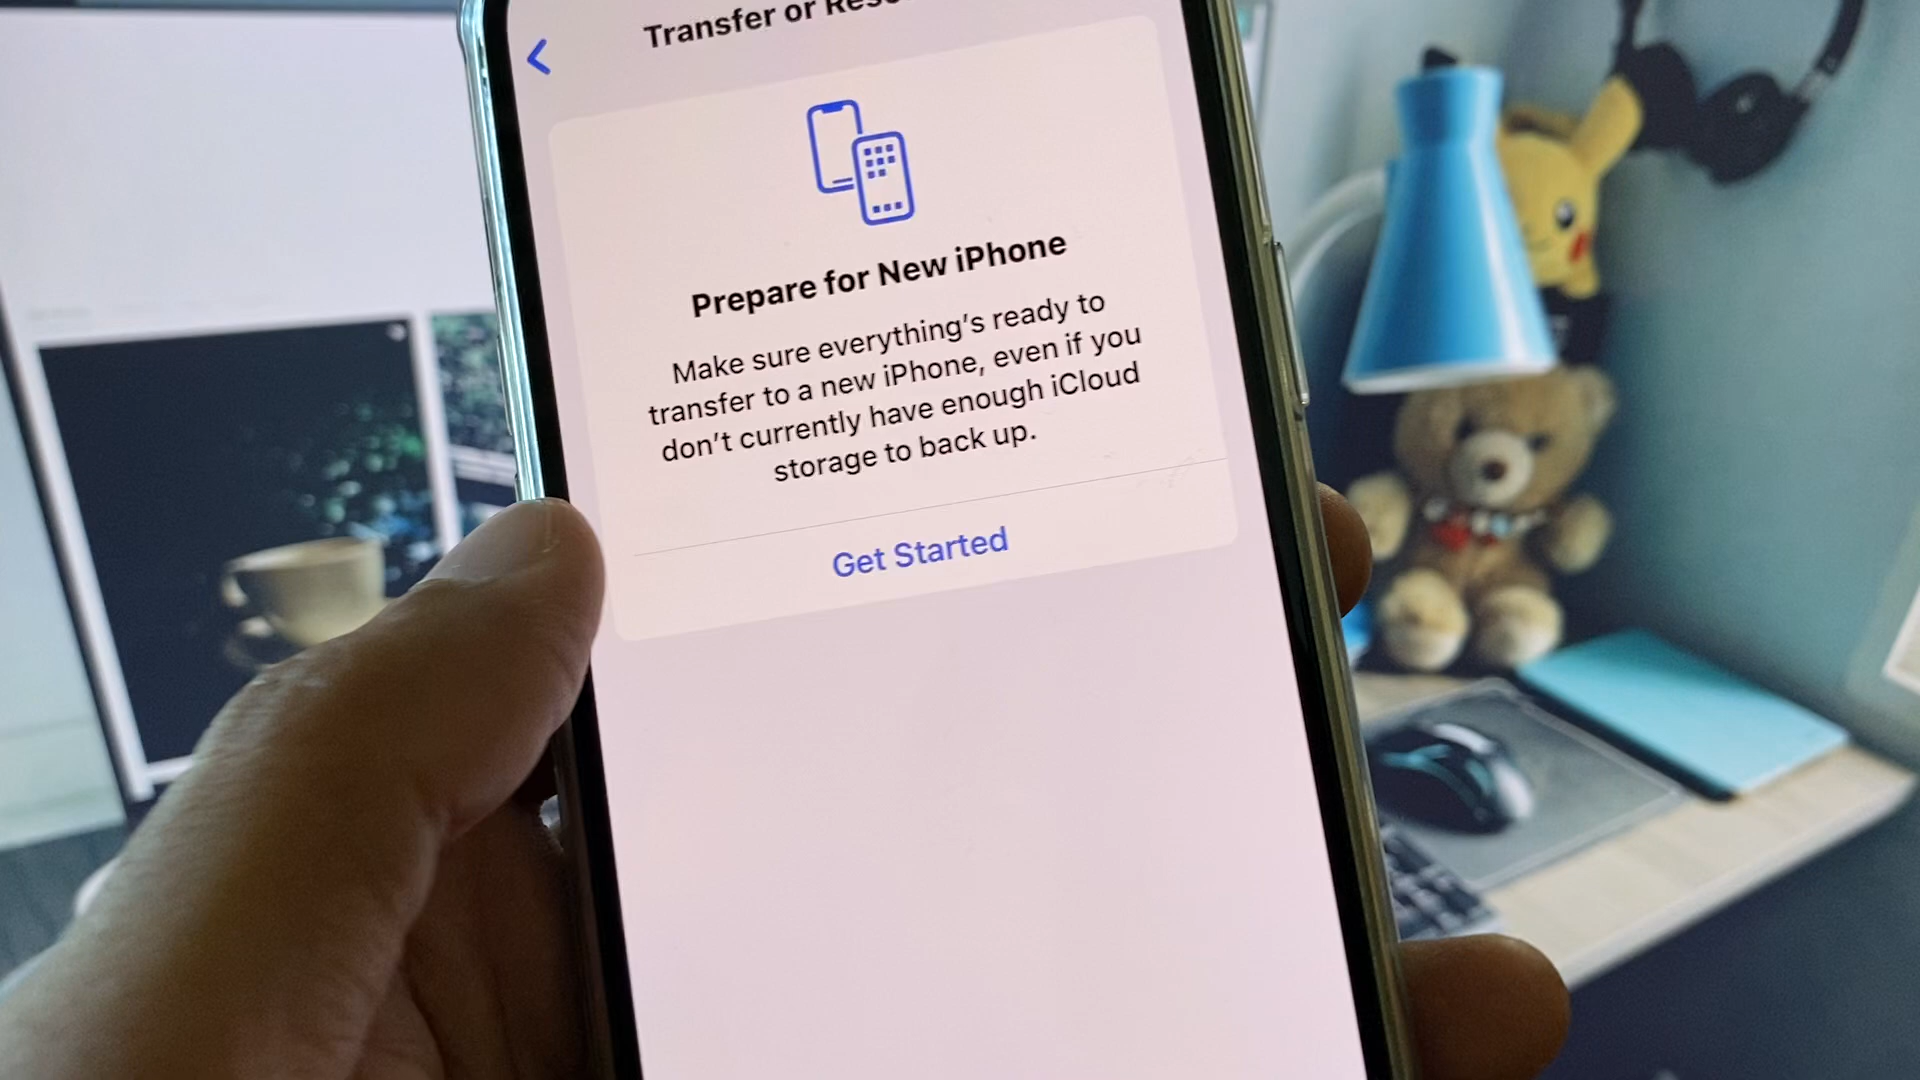 Transfer or
Prepare for New iPhone
Make sure everything's ready to
transfer to a new iPhone, even if you
don't currently have enough iCloud
storage to back up.
Get Started